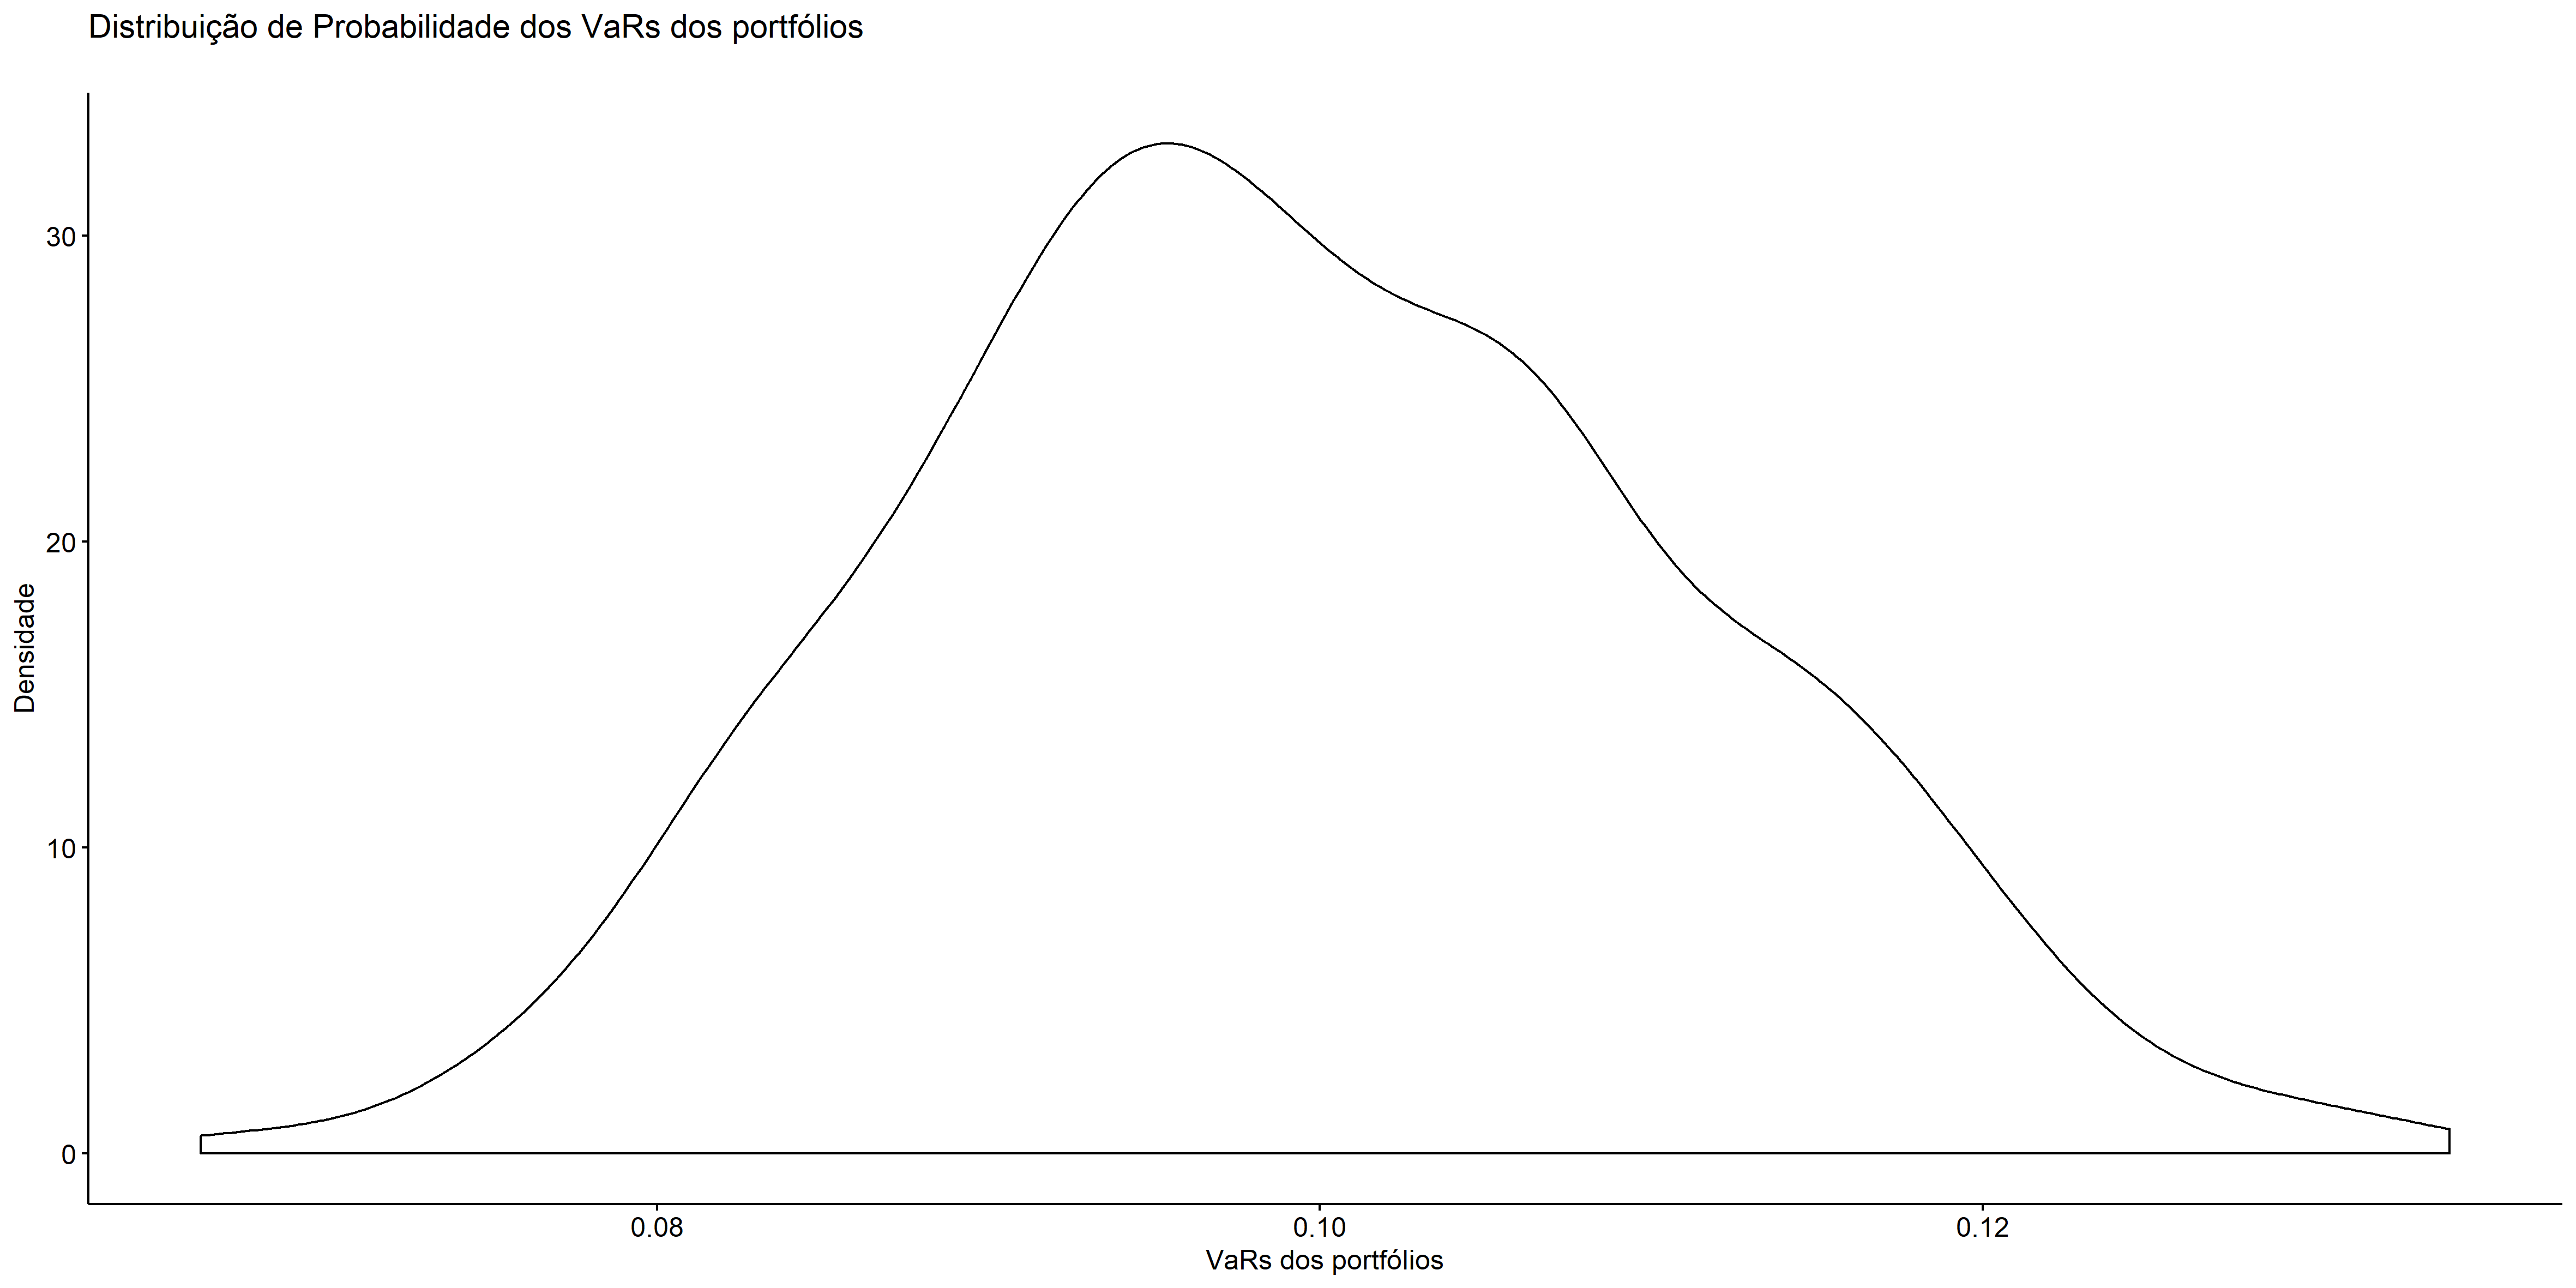 Distribuição de Probabilidade dos VaRs dos portfólios
30
20
10
0
Densidade
0.08 0.10 0.12
VaRs dos portfólios